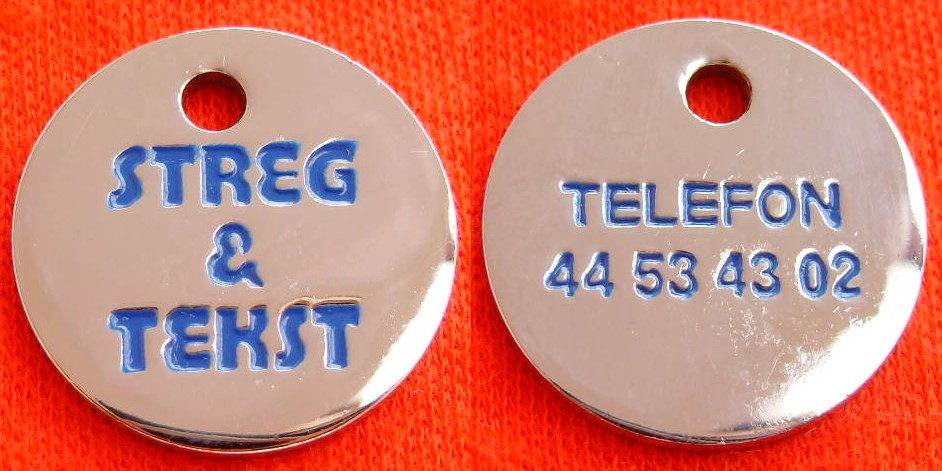 STREG
&
TEKST
TELEFON
44 53 43 02